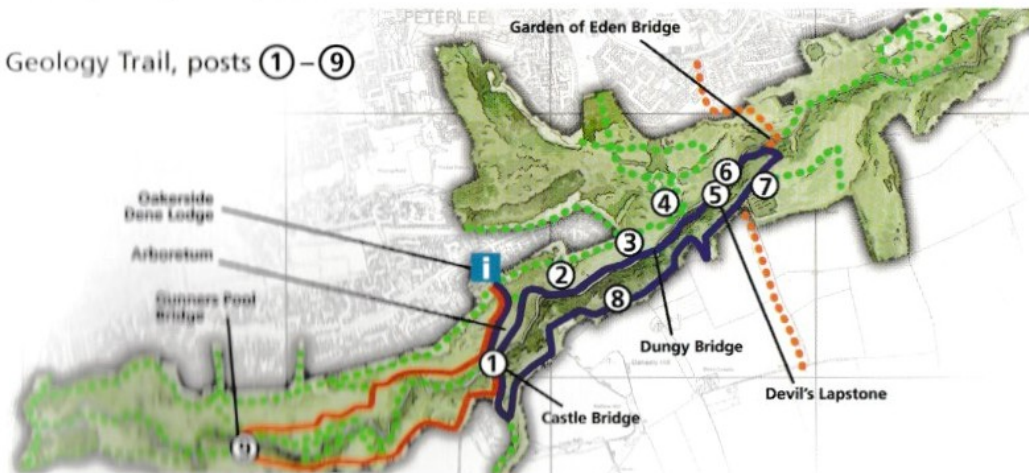 PETERLEE
Garden of Eden Bridge
Geology Trail, posts 1 – 9
6
5
7
4
Oakerside
Dene Lodge
3
Arboretum
i
2
Gunners Pool
Bridge
8
Dungy Bridge
1
Devil's Lapstone
Castle Bridge
9